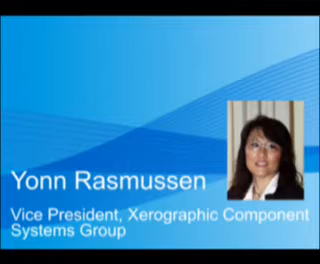 Yonn Rasmussen
Vice President, Xerographic Component
Systems Group